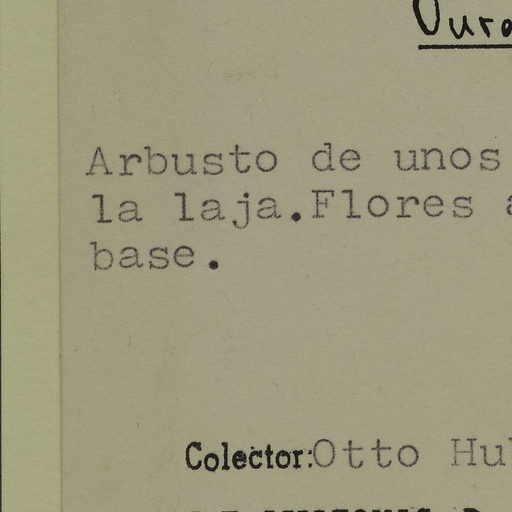 Arbusto de unos
la laja.Flores
base.
Colector: Otto